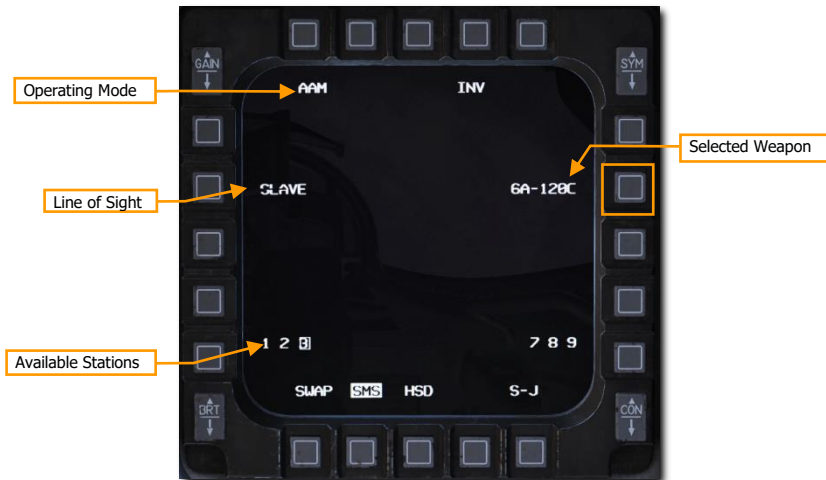 GAIN
SYM
AAM INV
Operating Mode
Selected Weapon
SLAVE 6A-120C
Line of Sight
1 2 3 7 8 9
Available Stations
SWAP SMS HSD S-J
BRT
CON